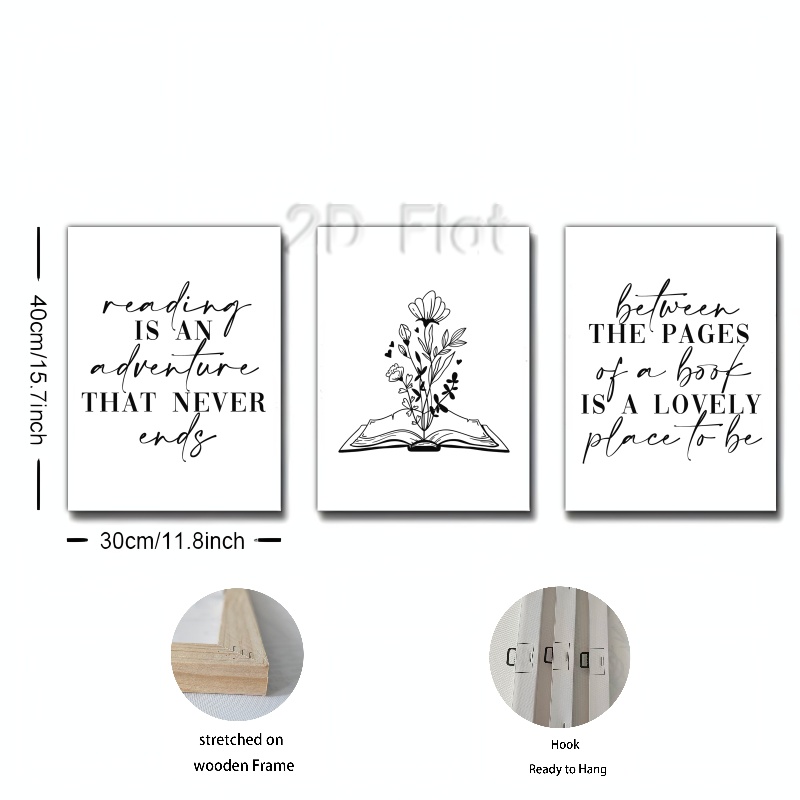 2D Flat
reading
IS AN
adventure
THAT NEVER
ends
between
THE PAGES
of a book
IS A LOVELY
place to be
40cm/15.7inch
30cm/11.8inch
stretched on
wooden Frame
Hook
Ready to Hang